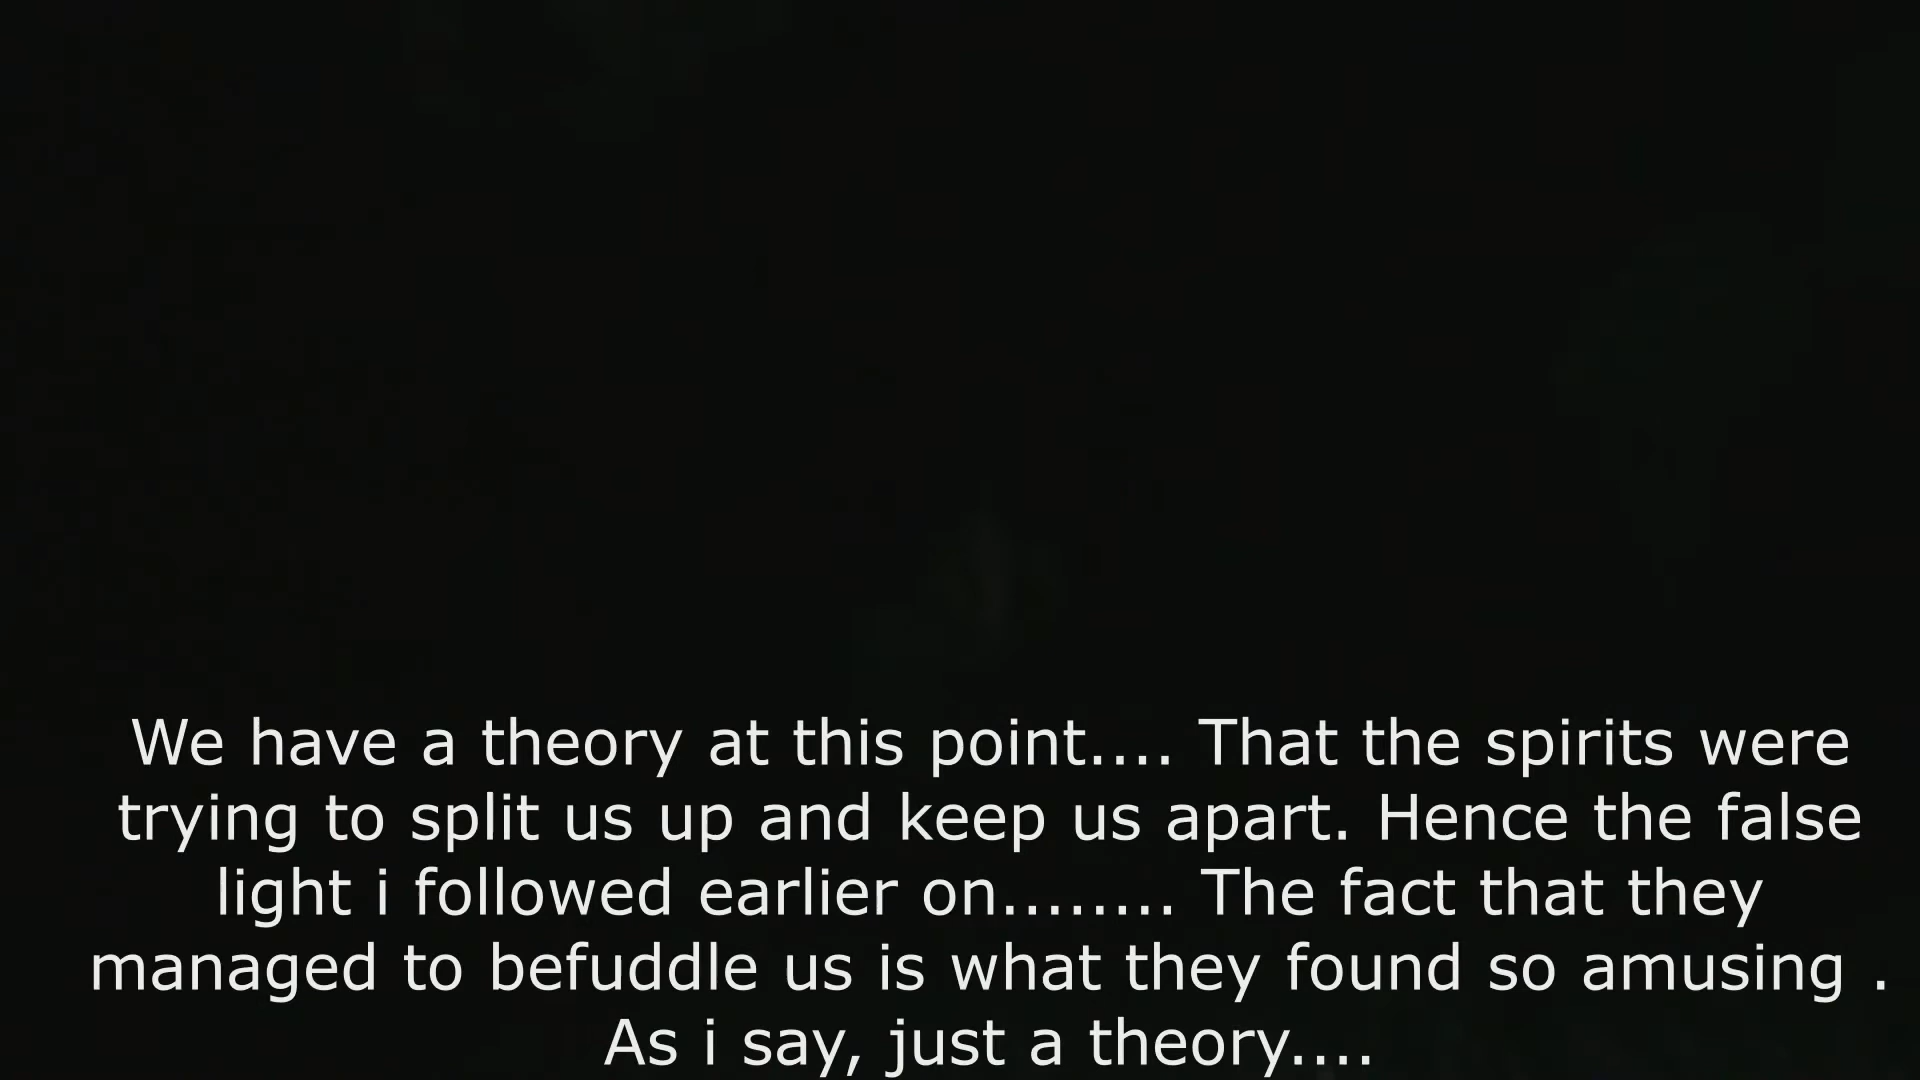 We have a theory at this point.... That the spirits were
trying to split us up and keep us apart. Hence the false
light i followed earlier on........ The fact that they
managed to befuddle us is what they found so amusing .
As i say, just a theory....